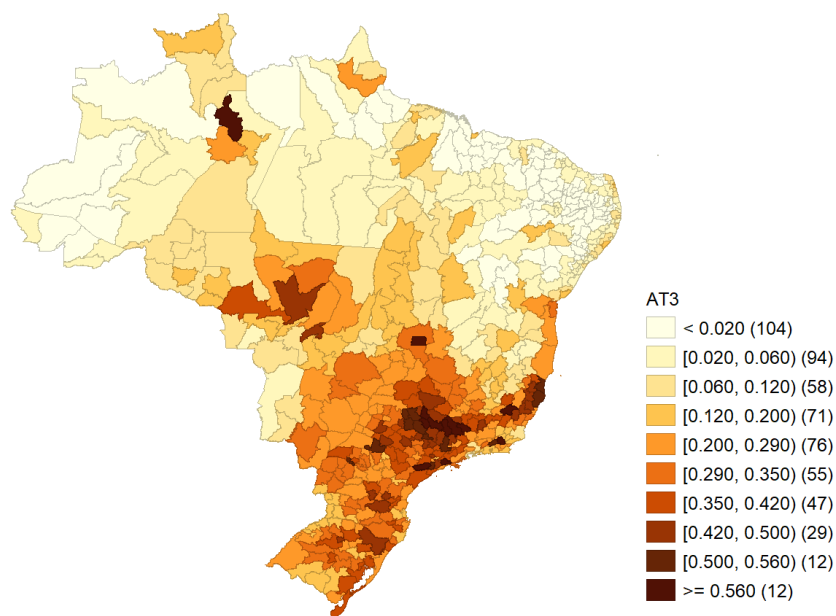 AT3
< 0.020 (104)
[0.020, 0.060) (94)
[0.060, 0.120) (58)
[0.120, 0.200) (71)
[0.200, 0.290) (76)
[0.290, 0.350) (55)
[0.350, 0.420) (47)
[0.420, 0.500) (29)
[0.500, 0.560) (12)
>= 0.560 (12)